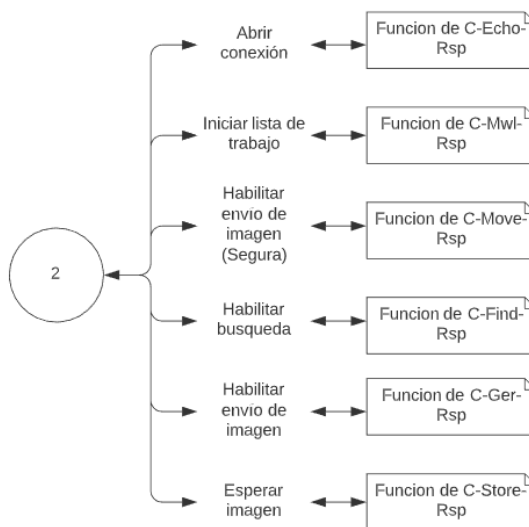 Abrir
conexión
Funcion de C-Echo-
Rsp
Iniciar lista de
trabajo
Funcion de C-Mwl-
Rsp
Habilitar
envío de
imagen
(Segura)
Funcion de C-Move-
Rsp
2
Habilitar
busqueda
Funcion de C-Find-
Rsp
Habilitar
envío de
imagen
Funcion de C-Ger-
Rsp
Esperar
imagen
Funcion de C-Store-
Rsp